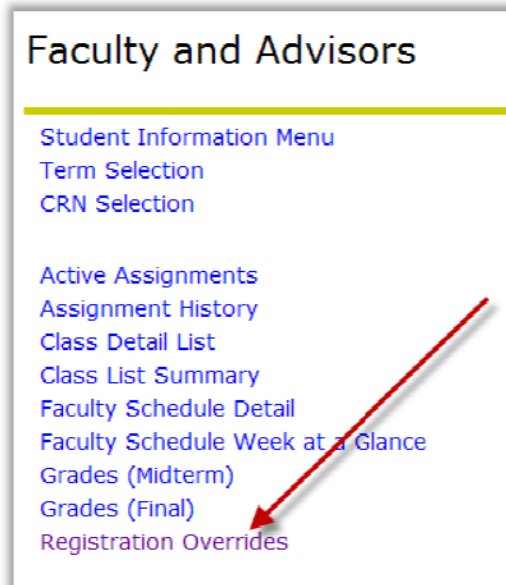 Faculty and Advisors
Student Information Menu
Term Selection
CRN Selection
Active Assignments
Assignment History
Class Detail List
Class List Summary
Faculty Schedule Detail
Faculty Schedule Week at a Glance
Grades (Midterm)
Grades (Final)
Registration Overrides